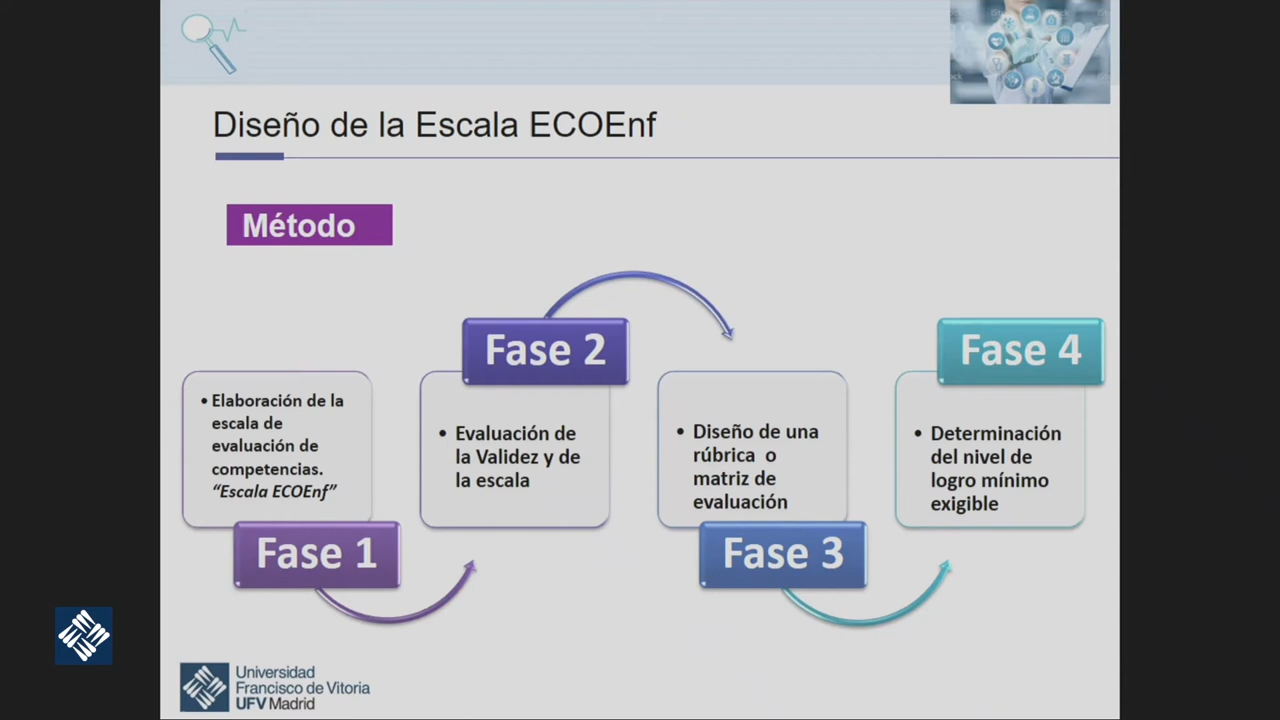 Diseño de la Escala ECOEnf
Método
• Elaboración de la
escala de
evaluación de
competencias.
“Escala ECOEnf”
Fase 1
Fase 2
• Evaluación de
la Validez y de
la escala
• Diseño de una
rúbrica o
matriz de
evaluación
Fase 3
Fase 4
• Determinación
del nivel de
logro mínimo
exigible
Universidad
Francisco de Vitoria
UFV Madrid